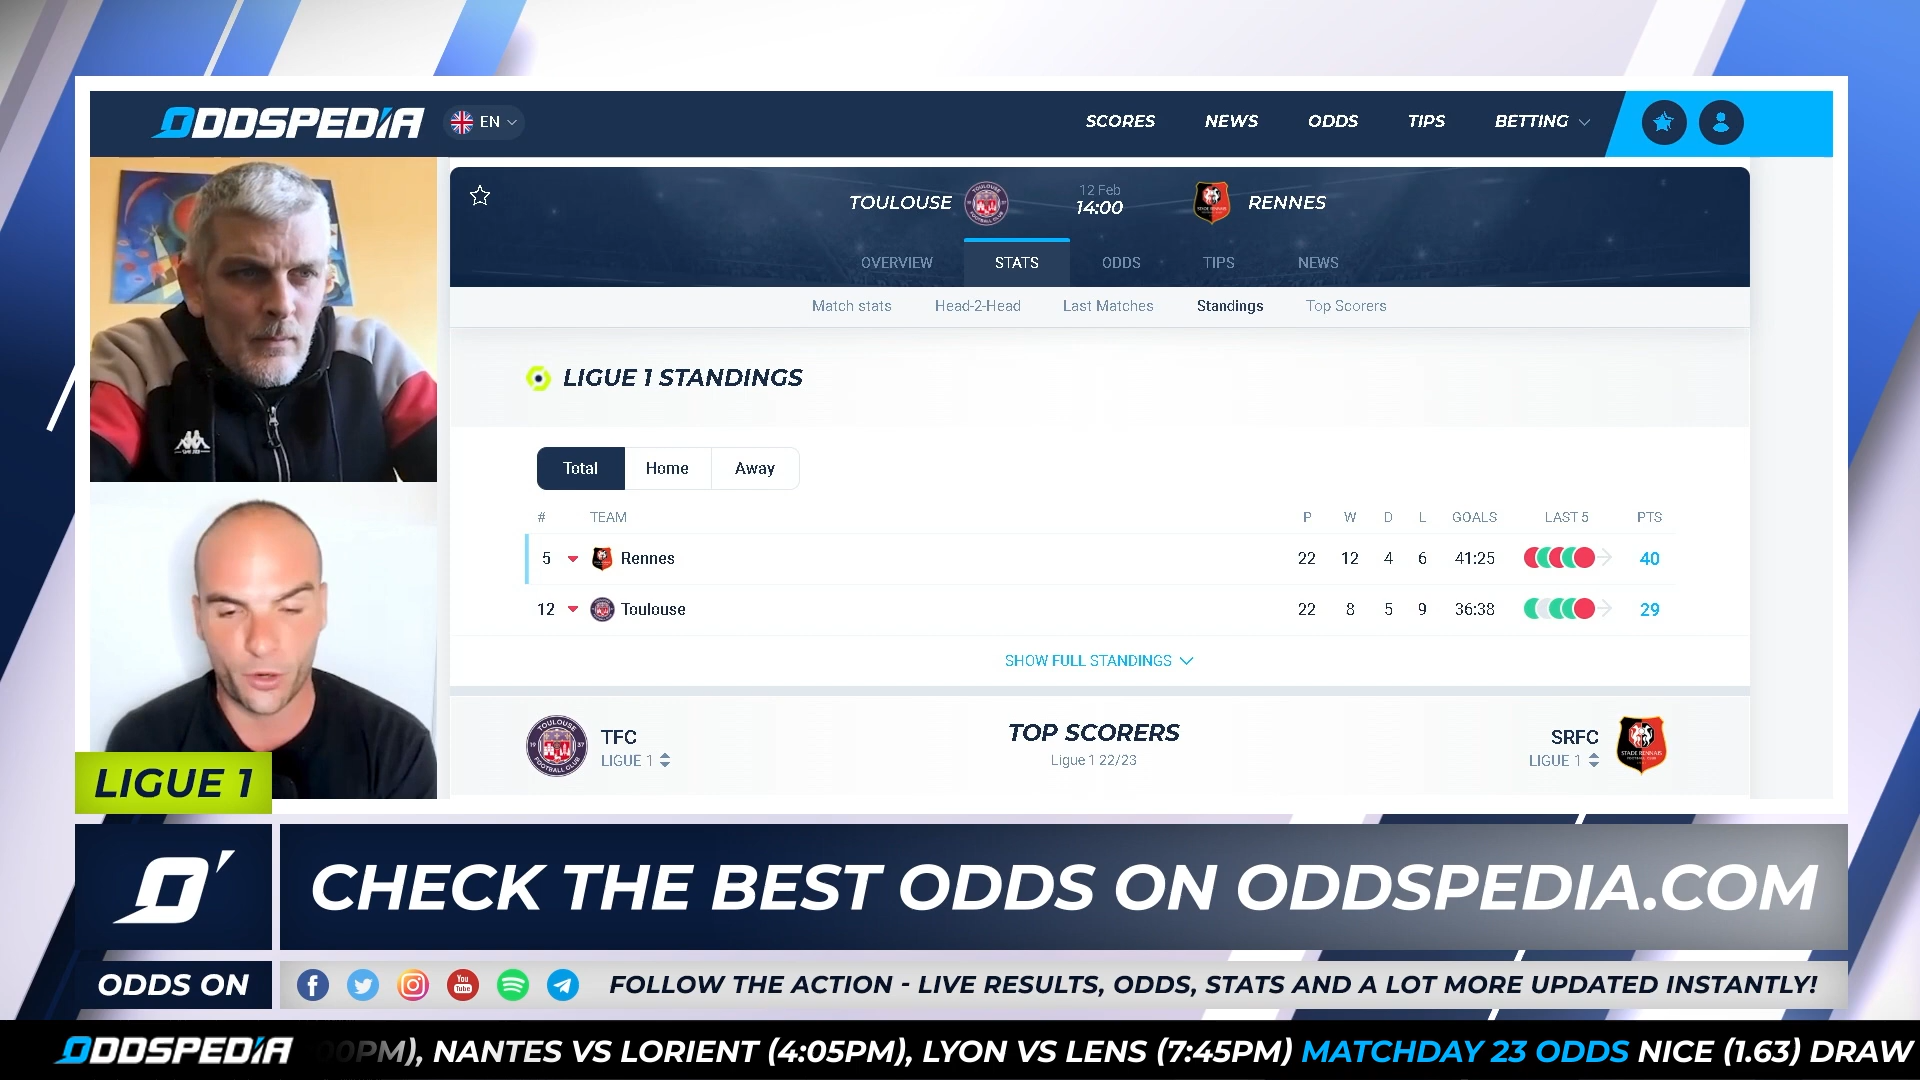 ODDSPEDIA EN SCORES NEWS ODDS TIPS BETTING
TOULOUSE 12 Feb 14:00 RENNES
OVERVIEW STATS ODDS TIPS NEWS
Match stats Head-2-Head Last Matches Standings Top Scorers
LIGUE 1 STANDINGS
Total Home Away
# TEAM P W D L GOALS LAST 5 PTS
5 Rennes 22 12 4 6 41:25 40
12 Toulouse 22 8 5 9 36:38 29
SHOW FULL STANDINGS
TFC TOP SCORERS SRFC
LIGUE 1 Ligue 1 22/23 LIGUE 1
LIGUE 1
CHECK THE BEST ODDS ON ODDSPEDIA.COM
ODDS ON FOLLOW THE ACTION - LIVE RESULTS, ODDS, STATS AND A LOT MORE UPDATED INSTANTLY!
ODDSPEDIA 00PM), NANTES VS LORIENT (4:05PM), LYON VS LENS (7:45PM) MATCHDAY 23 ODDS NICE (1.63) DRAW